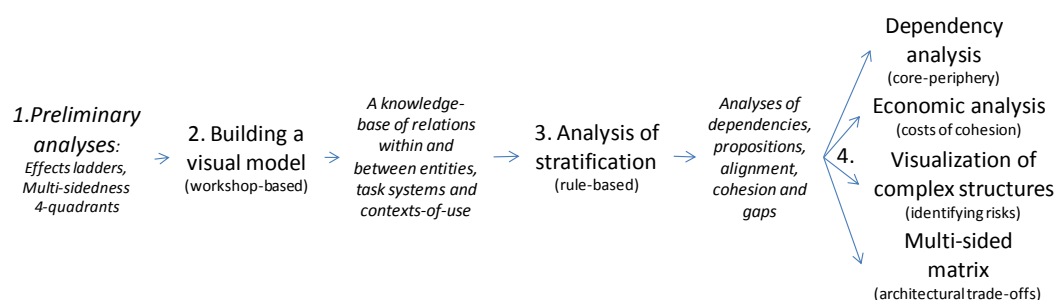 1.Preliminary
analyses:
Effects ladders,
Multi-sidedness
4-quadrants
2. Building a
visual model
(workshop-based)
A knowledge-
base of relations
within and
between entities,
task systems and
contexts-of-use
3. Analysis of
stratification
(rule-based)
Analyses of
dependencies,
propositions,
alignment,
cohesion and
gaps
4.
Dependency
analysis
(core-periphery)
Economic analysis
(costs of cohesion)
Visualization of
complex structures
(identifying risks)
Multi-sided
matrix
(architectural trade-offs)